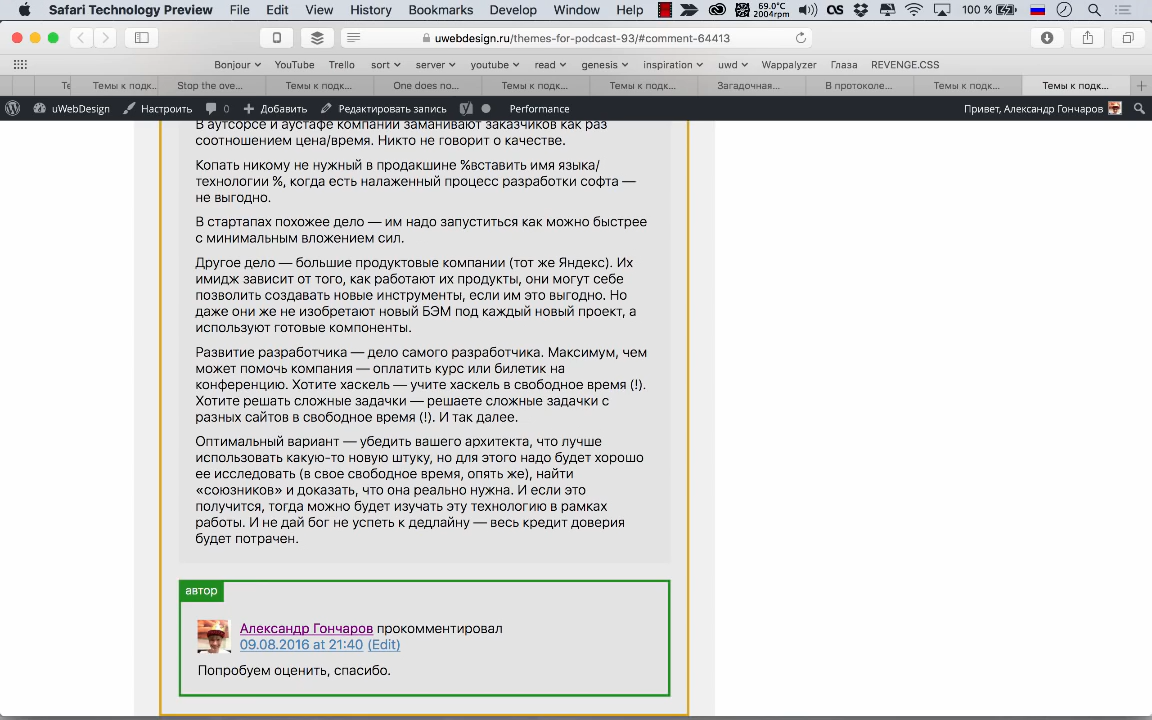 Safari Technology Preview File Edit View History Bookmarks Develop Window Help 69.0°C 2004rpm 100 %
uwebdesign.ru/themes-for-podcast-93/#comment-64413
Bonjour YouTube Trello sort server youtube read genesis inspiration uwd Wappalyzer Глаза REVENGE.CSS
Те Темы к подк... Stop the ove... Темы к подк... One does no... Темы к подк... Темы к подк... Загадочная... В протоколе... Темы к подк... Темы к подк...
uWebDesign Настроить 0 Добавить Редактировать запись Performance Привет, Александр Гончаров
В аутсорсе и аустафе компании заманивают заказчиков как раз
соотношением цена/время. Никто не говорит о качестве.
Копать никому не нужный в продакшине %вставить имя языка/
технологии %, когда есть налаженный процесс разработки софта —
не выгодно.
В стартапах похожее дело — им надо запуститься как можно быстрее
с минимальным вложением сил.
Другое дело — большие продуктовые компании (тот же Яндекс). Их
имидж зависит от того, как работают их продукты, они могут себе
позволить создавать новые инструменты, если им это выгодно. Но
даже они же не изобретают новый БЭМ под каждый новый проект, а
используют готовые компоненты.
Развитие разработчика — дело самого разработчика. Максимум, чем
может помочь компания — оплатить курс или билетик на
конференцию. Хотите хаскель — учите хаскель в свободное время (!).
Хотите решать сложные задачки — решаете сложные задачки с
разных сайтов в свободное время (!). И так далее.
Оптимальный вариант — убедить вашего архитекта, что лучше
использовать какую-то новую штуку, но для этого надо будет хорошо
ее исследовать (в свое свободное время, опять же), найти
«союзников» и доказать, что она реально нужна. И если это
получится, тогда можно будет изучать эту технологию в рамках
работы. И не дай бог не успеть к дедлайну — весь кредит доверия
будет потрачен.
автор
Александр Гончаров прокомментировал
09.08.2016 at 21:40 (Edit)
Попробуем оценить, спасибо.